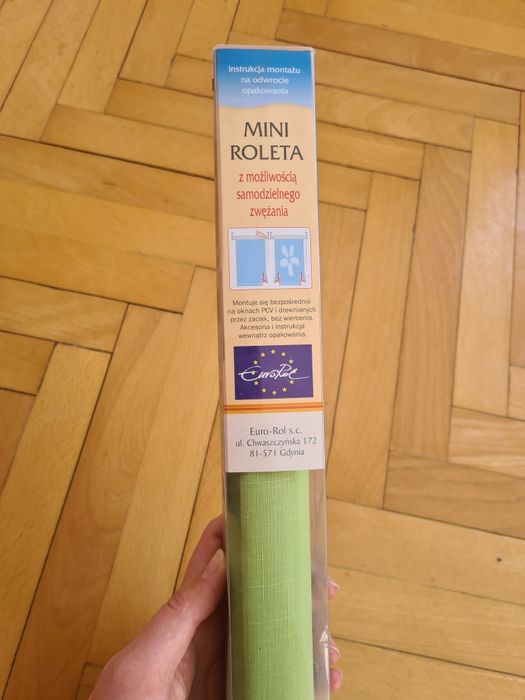 Instrukcja montażu
na odwrocie
opakowania
MINI
ROLETA
z możliwością
samodzielnego
zwężania
Montuje się bezpośrednio
na oknach PCV i drewnianych
przez zacisk, bez wiercenia.
Akcesoria i instrukcja
wewnątrz opakowania.
EuroRol
Euro-Rol s.c.
ul. Chwaszczyńska 172
81-571 Gdynia